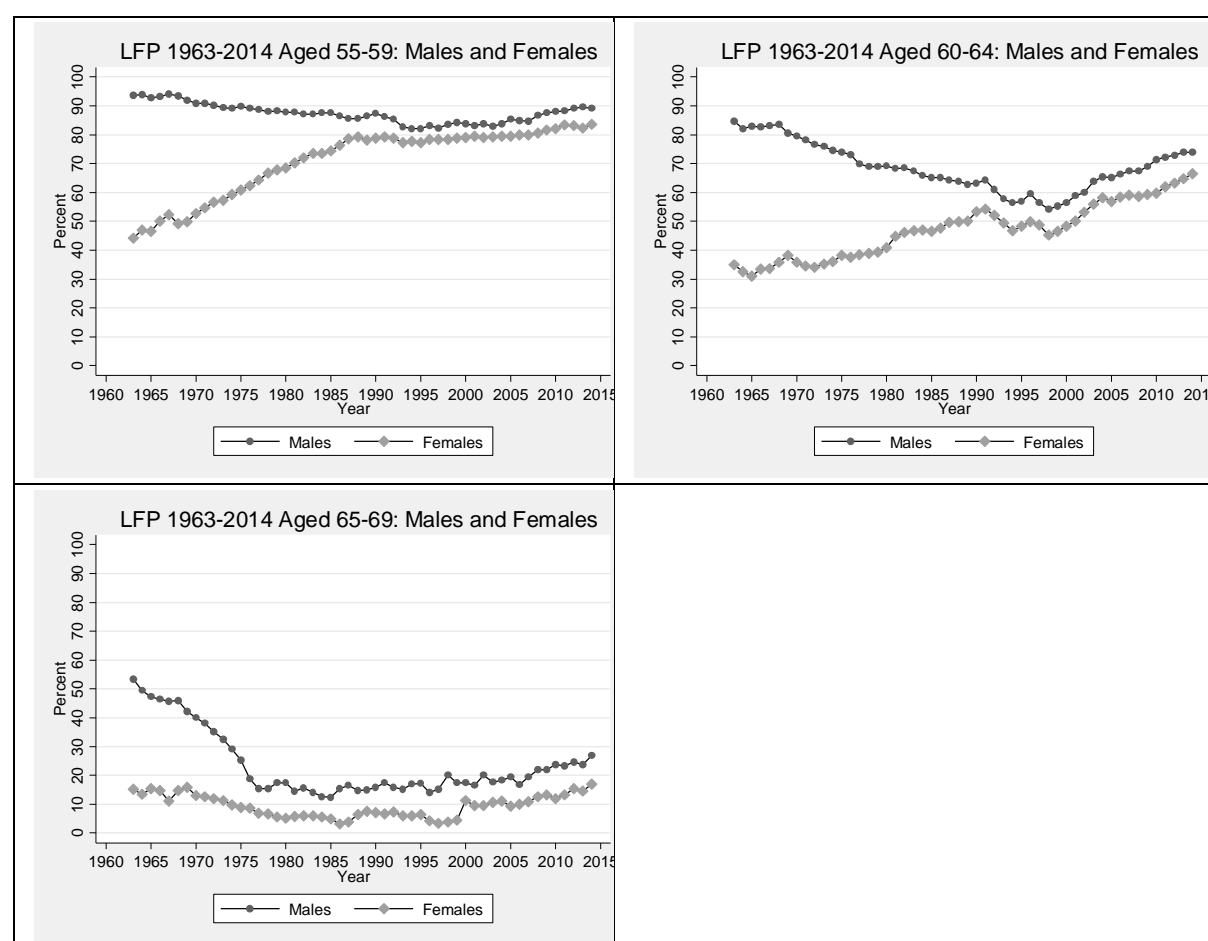 LFP 1963-2014 Aged 55-59: Males and Females
Percent
0 10 20 30 40 50 60 70 80 90 100
1960 1965 1970 1975 1980 1985 1990 1995 2000 2005 2010 2015
Year
Males Females
LFP 1963-2014 Aged 60-64: Males and Females
Percent
0 10 20 30 40 50 60 70 80 90 100
1960 1965 1970 1975 1980 1985 1990 1995 2000 2005 2010 201
Year
Males Females
LFP 1963-2014 Aged 65-69: Males and Females
Percent
0 10 20 30 40 50 60 70 80 90 100
1960 1965 1970 1975 1980 1985 1990 1995 2000 2005 2010 2015
Year
Males Females